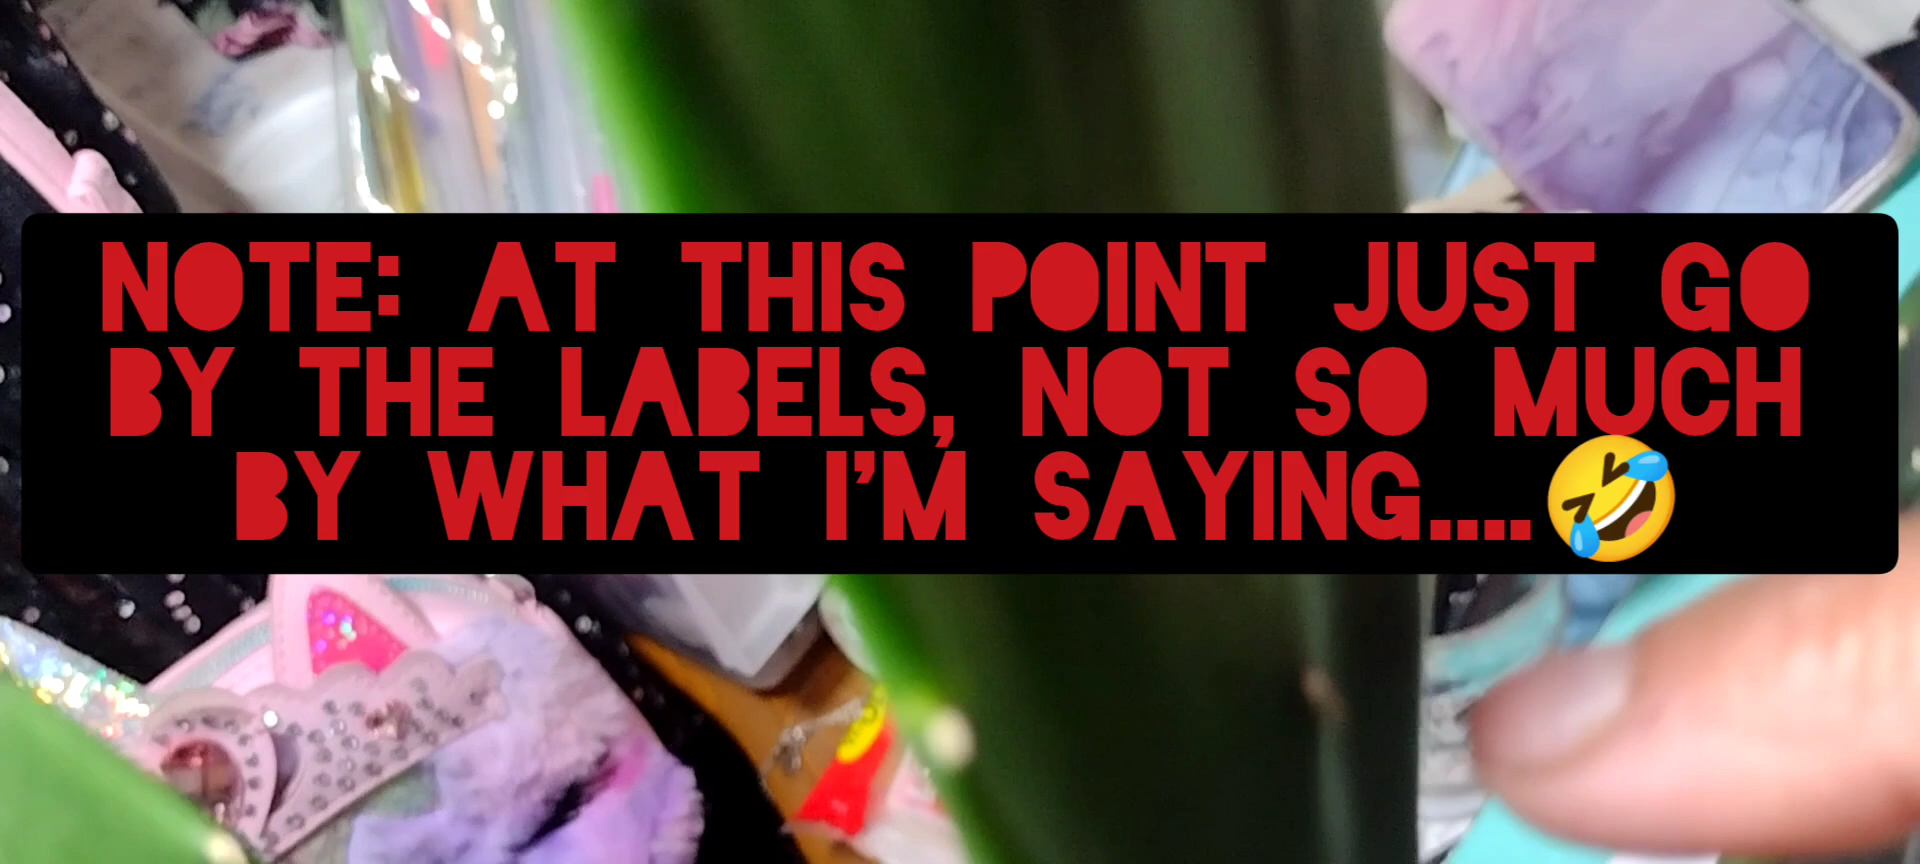 NOTE: AT THIS POINT JUST GO
BY THE LABELS, NOT SO MUCH
BY WHAT I'M SAYING....🤣